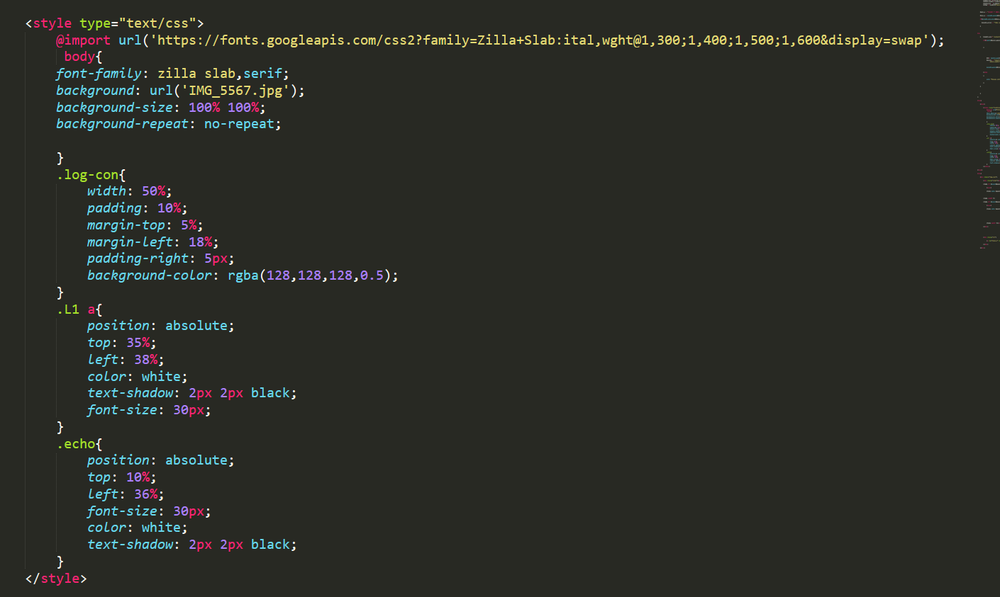 <style type="text/css">
@import url('https://fonts.googleapis.com/css2?family=Zilla+Slab:ital,wght@1,300;1,400;1,500;1,600&display=swap');
body{
font-family: zilla slab,serif;
background: url('IMG_5567.jpg');
background-size: 100% 100%;
background-repeat: no-repeat;
}
.log-con{
width: 50%;
padding: 10%;
margin-top: 5%;
margin-left: 18%;
padding-right: 5px;
background-color: rgba(128,128,128,0.5);
}
.L1 a{
position: absolute;
top: 35%;
left: 38%;
color: white;
text-shadow: 2px 2px black;
font-size: 30px;
}
.echo{
position: absolute;
top: 10%;
left: 36%;
font-size: 30px;
color: white;
text-shadow: 2px 2px black;
}
</style>